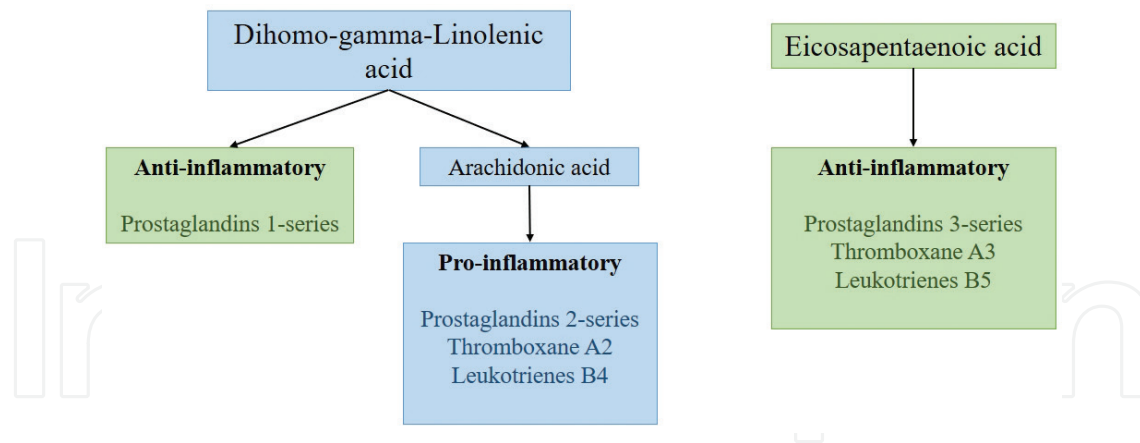 Dihomo-gamma-Linolenic
acid
Eicosapentaenoic acid
Anti-inflammatory
Prostaglandins 1-series
Arachidonic acid
Pro-inflammatory
Prostaglandins 2-series
Thromboxane A2
Leukotrienes B4
Anti-inflammatory
Prostaglandins 3-series
Thromboxane A3
Leukotrienes B5